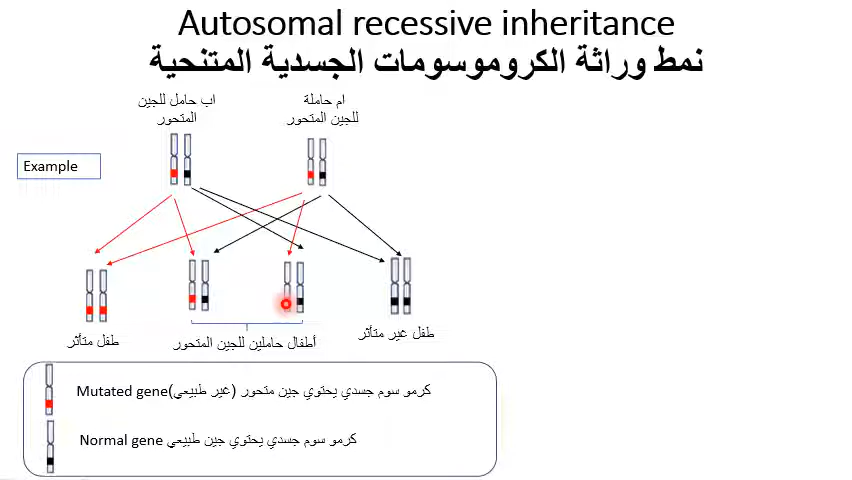 Autosomal recessive inheritance
نمط وراثة الكروموسومات الجسدية المتنحية
اب حامل للجين
المتحور
ام حاملة
للجين المتحور
Example
طفل متأثر
أطفال حاملين للجين المتحور
طفل غير متأثر
Mutated gene(غير طبيعي) كرمو سوم جسدي يحتوي جين متحور
Normal gene كرمو سوم جسدي يحتوي جين طبيعي